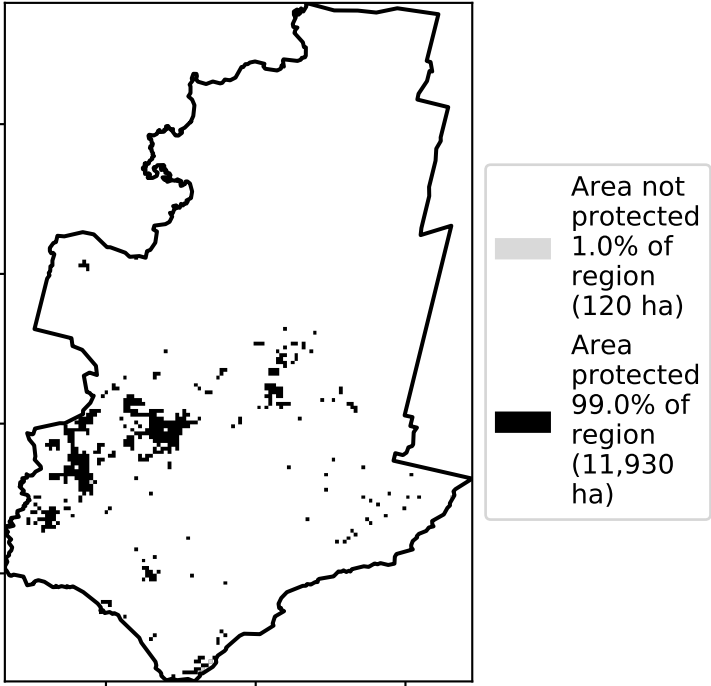 Area not
protected
1.0% of
region
(120 ha)
Area
protected
99.0% of
region
(11,930
ha)